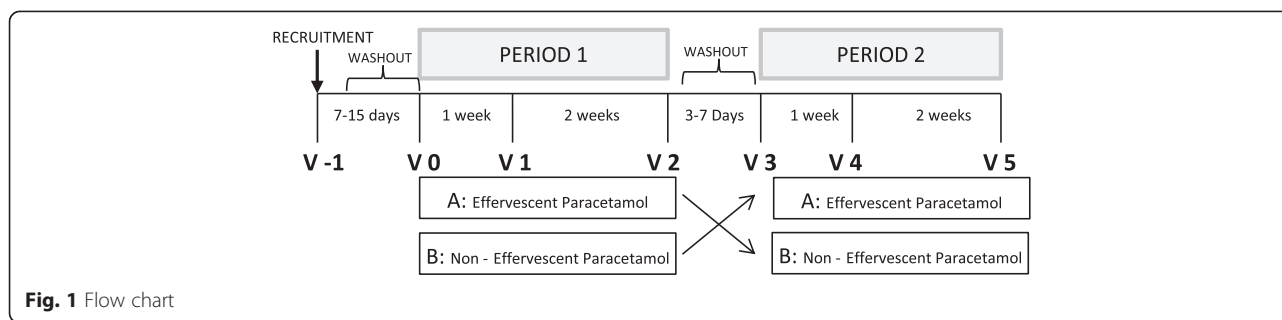 RECRUITMENT
WASHOUT
PERIOD 1
WASHOUT
PERIOD 2
7-15 days
1 week
2 weeks
3-7 Days
1 week
2 weeks
V -1
V 0
V 1
V 2
V 3
V 4
V 5
A: Effervescent Paracetamol
A: Effervescent Paracetamol
B: Non - Effervescent Paracetamol
B: Non - Effervescent Paracetamol
Fig. 1 Flow chart